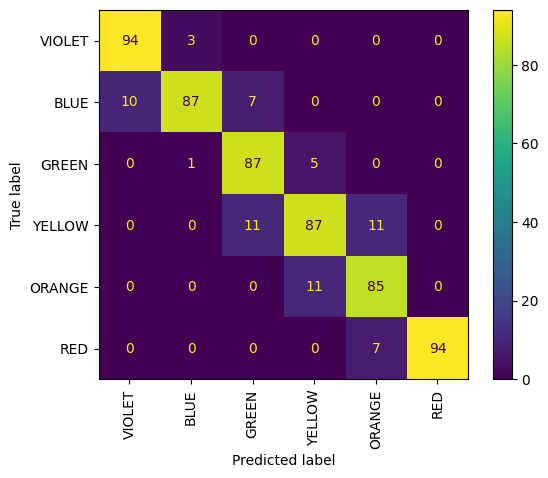 VIOLET 94 3 0 0 0 0
BLUE 10 87 7 0 0 0
GREEN 0 1 87 5 0 0
YELLOW 0 0 11 87 11 0
ORANGE 0 0 0 11 85 0
RED 0 0 0 0 7 94
VIOLET BLUE GREEN YELLOW ORANGE RED
Predicted label
True label
80
60
40
20
0